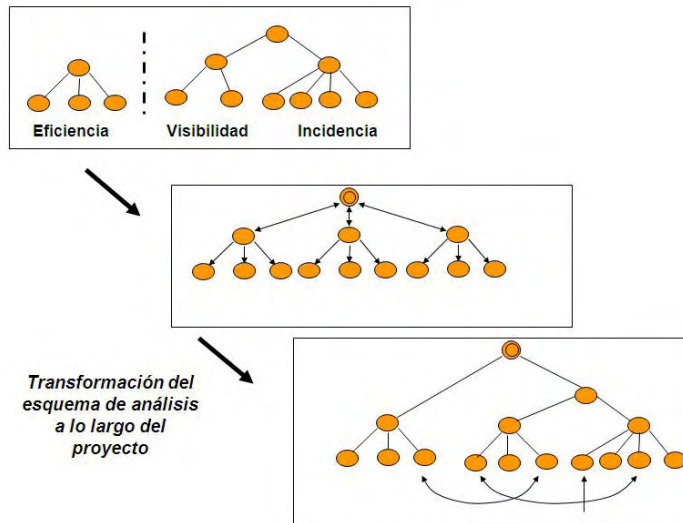 Eficiencia Visibilidad Incidencia
Transformación del
esquema de análisis
a lo largo del
proyecto